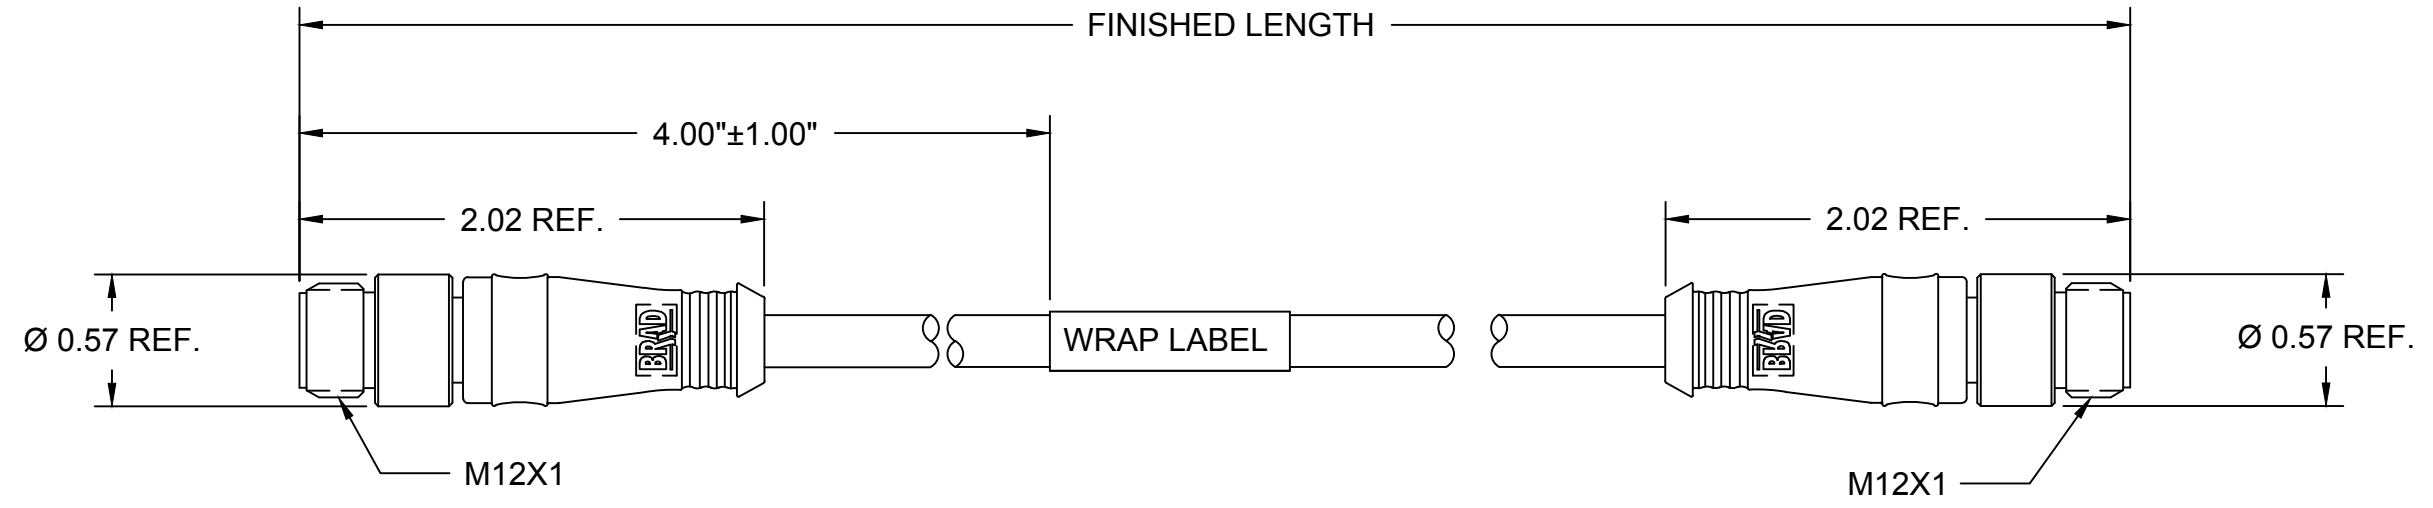 FINISHED LENGTH
4.00"±1.00"
2.02 REF.
2.02 REF.
Ø 0.57 REF.
BRAD
WRAP LABEL
BRAD
Ø 0.57 REF.
M12X1
M12X1